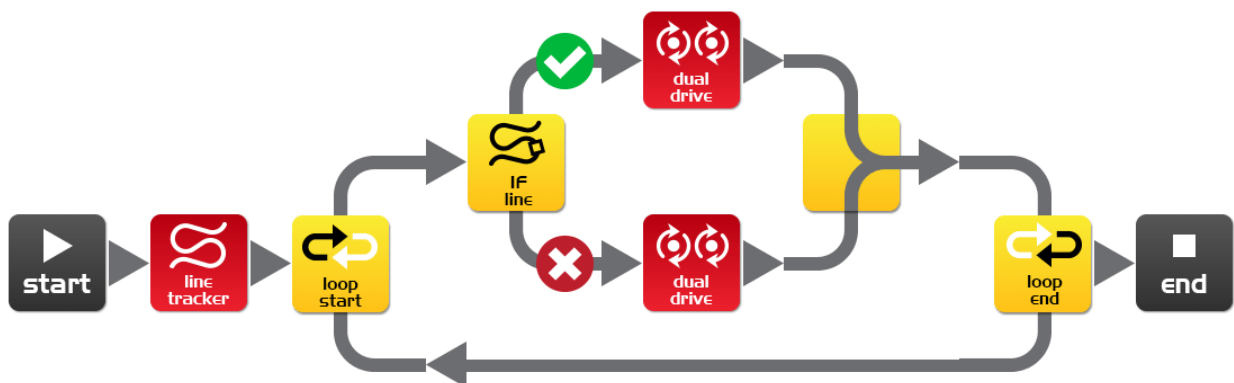 start
line
tracker
loop
start
IF
line
dual
drive
dual
drive
loop
end
end